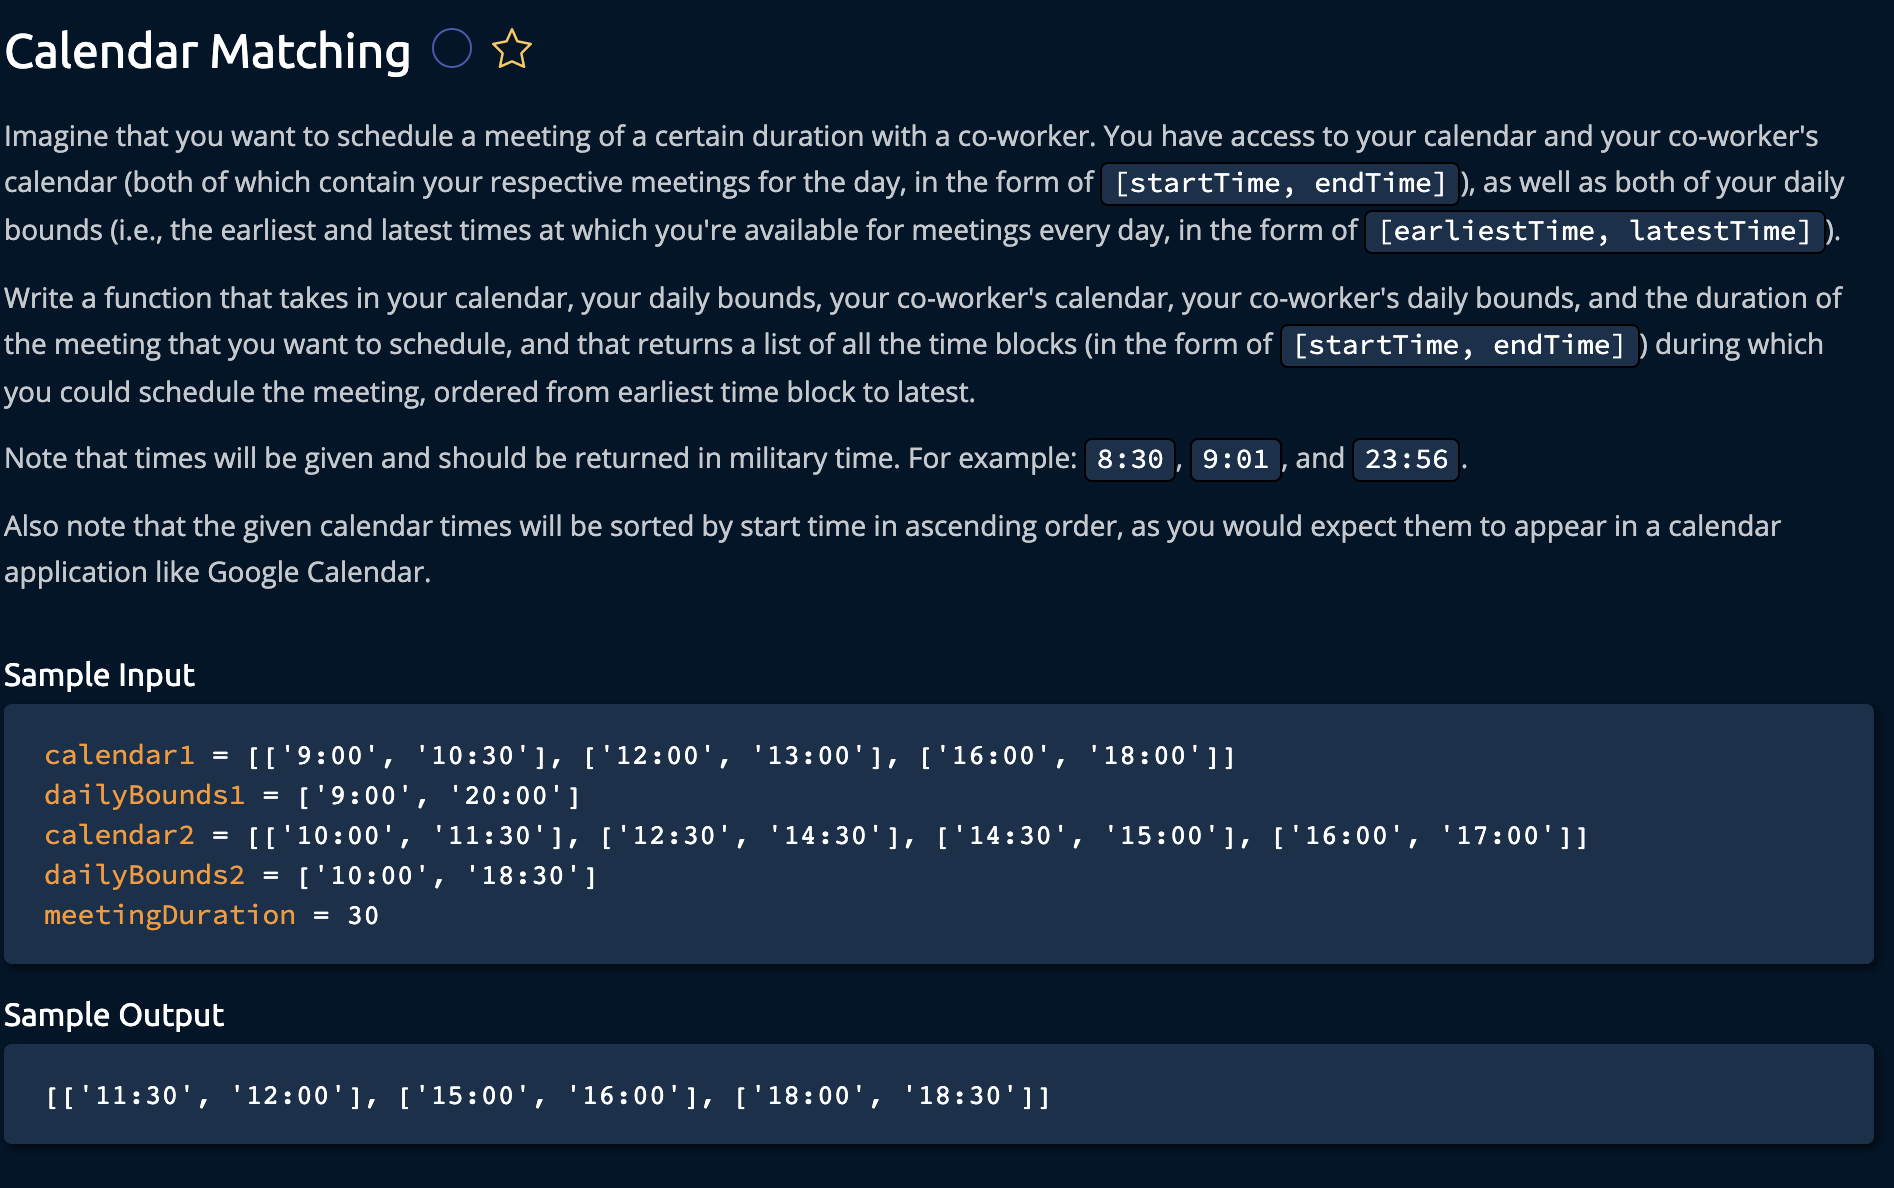 Calendar Matching
Imagine that you want to schedule a meeting of a certain duration with a co-worker. You have access to your calendar and your co-worker's
calendar (both of which contain your respective meetings for the day, in the form of [startTime, endTime]), as well as both of your daily
bounds (i.e., the earliest and latest times at which you're available for meetings every day, in the form of [earliestTime, latestTime]).
Write a function that takes in your calendar, your daily bounds, your co-worker's calendar, your co-worker's daily bounds, and the duration of
the meeting that you want to schedule, and that returns a list of all the time blocks (in the form of [startTime, endTime]) during which
you could schedule the meeting, ordered from earliest time block to latest.
Note that times will be given and should be returned in military time. For example: 8:30, 9:01, and 23:56.
Also note that the given calendar times will be sorted by start time in ascending order, as you would expect them to appear in a calendar
application like Google Calendar.
Sample Input
calendar1 = [['9:00', '10:30'], ['12:00', '13:00'], ['16:00', '18:00']]
dailyBounds1 = ['9:00', '20:00']
calendar2 = [['10:00', '11:30'], ['12:30', '14:30'], ['14:30', '15:00'], ['16:00', '17:00']]
dailyBounds2 = ['10:00', '18:30']
meetingDuration = 30
Sample Output
[['11:30', '12:00'], ['15:00', '16:00'], ['18:00', '18:30']]